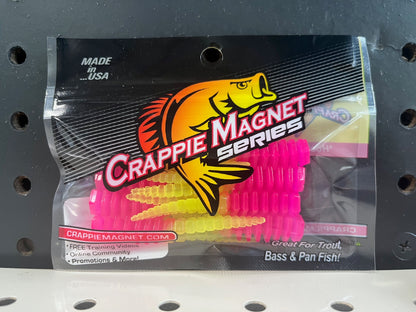 MADE
in
...USA
CRAPPIE MAGNET
SERIES
CRAPPIEMAGNET.COM
• FREE Training Videos
• Online Community
• Promotions & More!
Great For Trout,
Bass & Pan Fish!